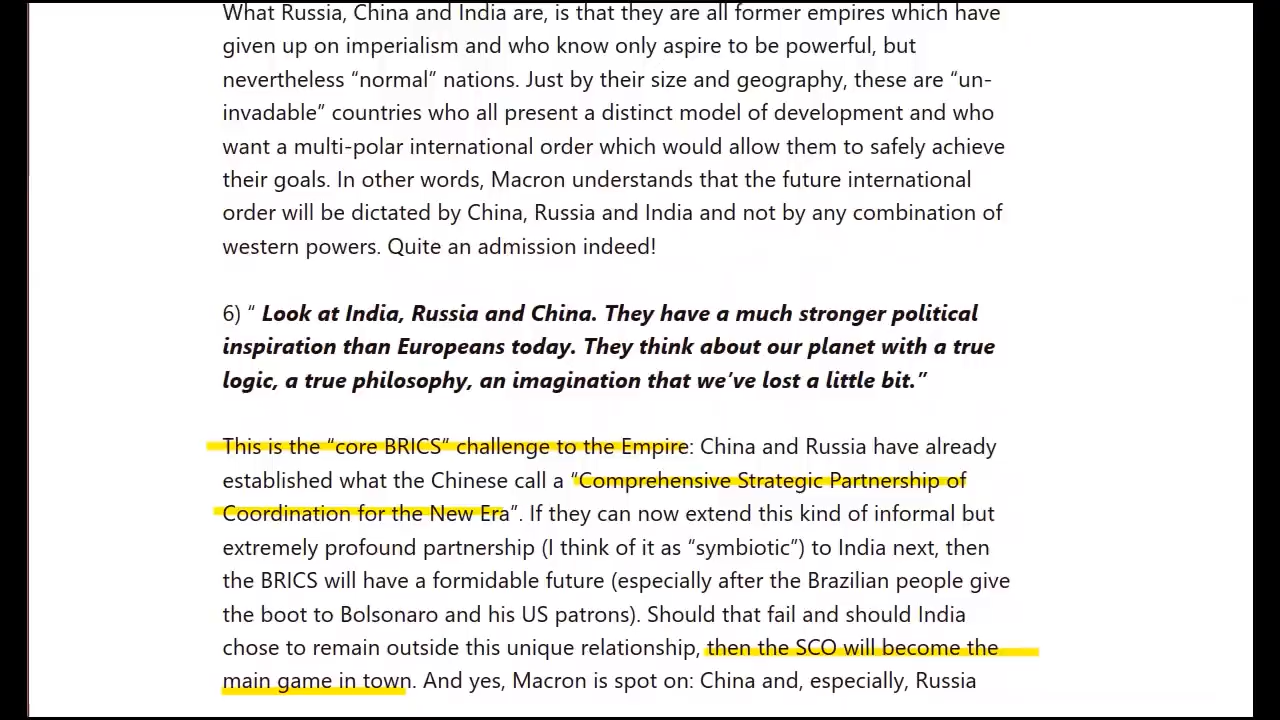 What Russia, China and India are, is that they are all former empires which have
given up on imperialism and who know only aspire to be powerful, but
nevertheless “normal” nations. Just by their size and geography, these are “un-
invadable” countries who all present a distinct model of development and who
want a multi-polar international order which would allow them to safely achieve
their goals. In other words, Macron understands that the future international
order will be dictated by China, Russia and India and not by any combination of
western powers. Quite an admission indeed!
6) “ Look at India, Russia and China. They have a much stronger political
inspiration than Europeans today. They think about our planet with a true
logic, a true philosophy, an imagination that we’ve lost a little bit.”
This is the “core BRICS” challenge to the Empire: China and Russia have already
established what the Chinese call a “Comprehensive Strategic Partnership of
Coordination for the New Era”. If they can now extend this kind of informal but
extremely profound partnership (I think of it as “symbiotic”) to India next, then
the BRICS will have a formidable future (especially after the Brazilian people give
the boot to Bolsonaro and his US patrons). Should that fail and should India
chose to remain outside this unique relationship, then the SCO will become the
main game in town. And yes, Macron is spot on: China and, especially, Russia